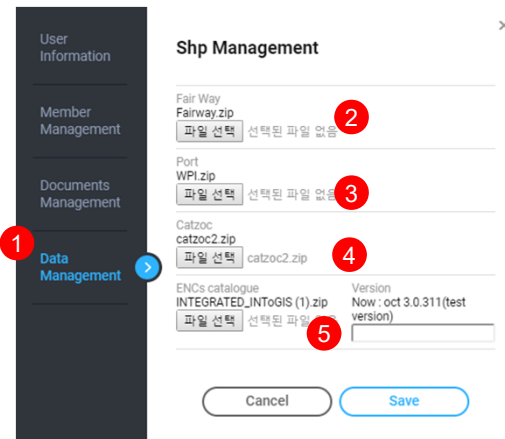 User
Information
Member
Management
Documents
Management
1
Data
Management
Shp Management
Fair Way
Fairway.zip
파일 선택 선택된 파일 없음
2
Port
WPI.zip
파일 선택 선택된 파일 없음
3
Catzoc
catzoc2.zip
파일 선택 catzoc2.zip
4
ENCs catalogue
INTEGRATED_INToGIS (1).zip
파일 선택 선택된 파일
5
Version
Now : oct 3.0.311(test
version)
Cancel
Save